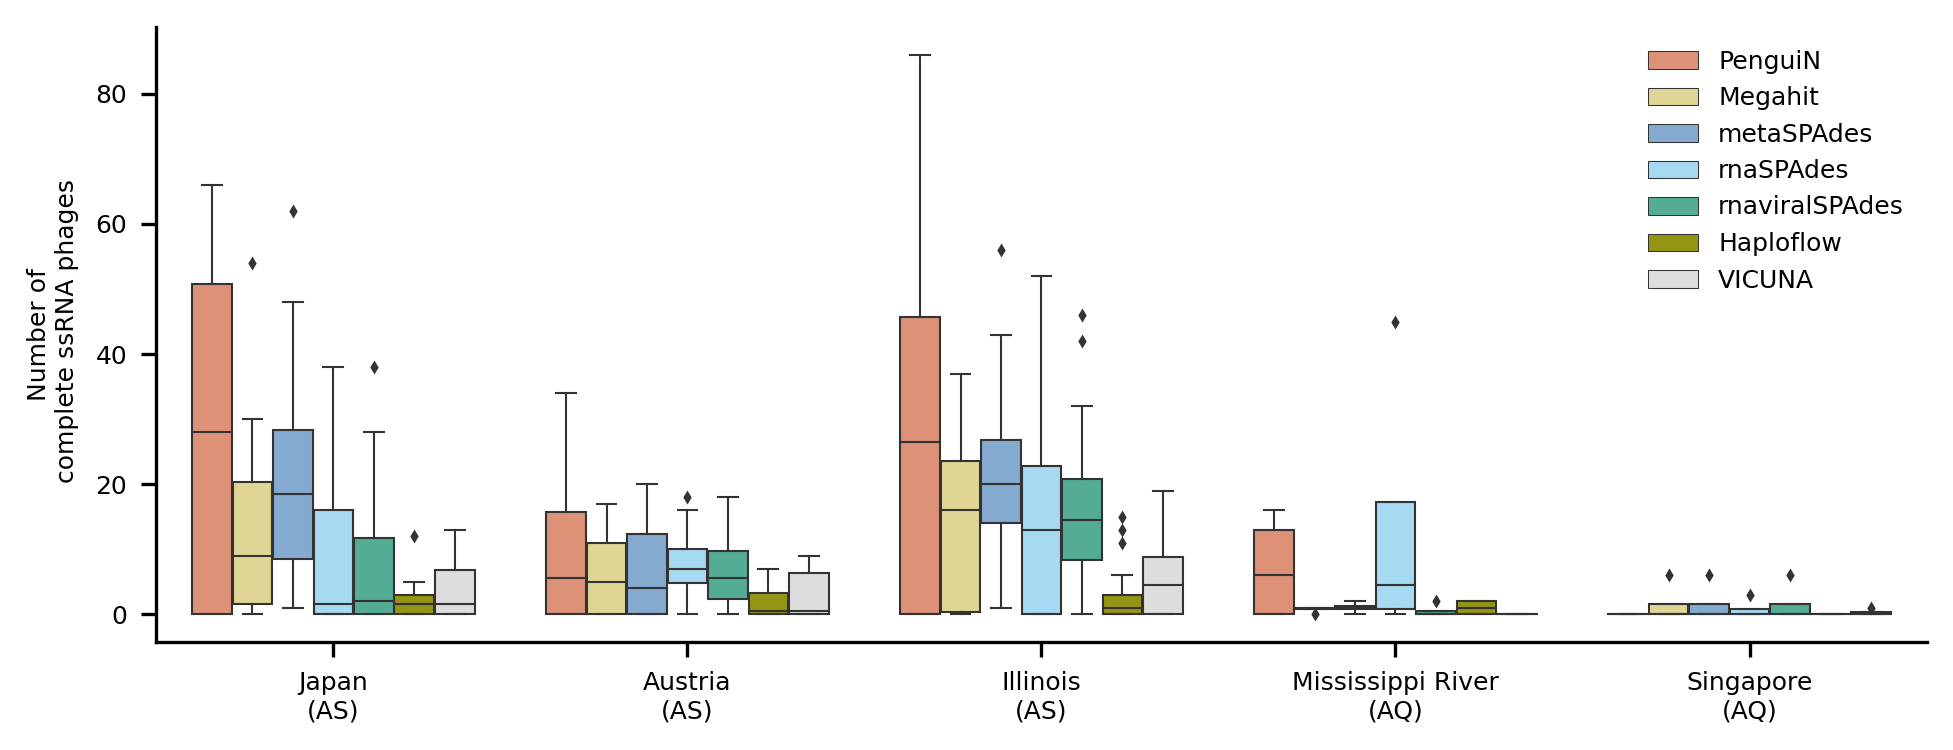 Number of
complete ssRNA phages
80
60
40
20
0
PenguiN
Megahit
metaSPAdes
rnaSPAdes
rnaviralSPAdes
Haploflow
VICUNA
Japan
(AS)
Austria
(AS)
Illinois
(AS)
Mississippi River
(AQ)
Singapore
(AQ)